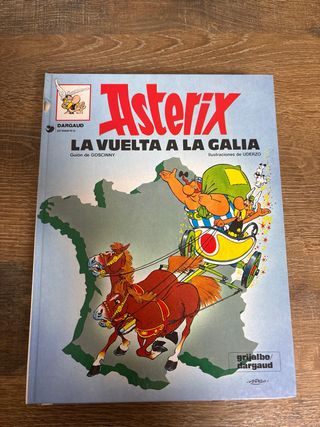 DARGAUD
Asterix
LA VUELTA A LA GALIA
Guión de GOSCINNY
Ilustraciones de UDERZO
grijalbo/
dargaud